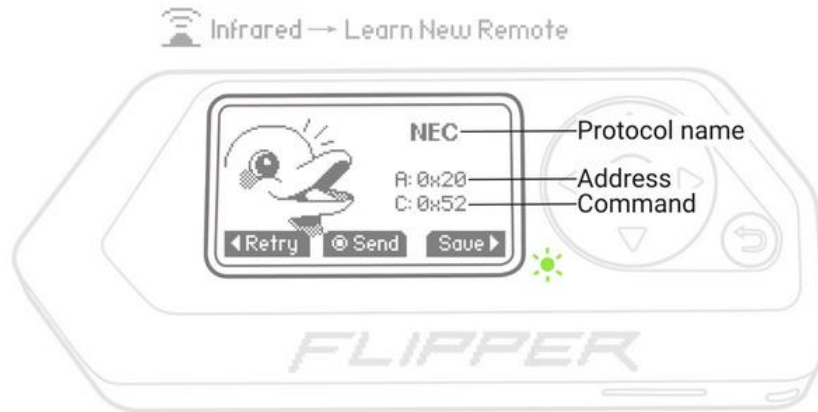 Infrared → Learn New Remote
NEC
Protocol name
A: 0x20
Address
C: 0x52
Command
Retry
Send
Save
FLIPPER